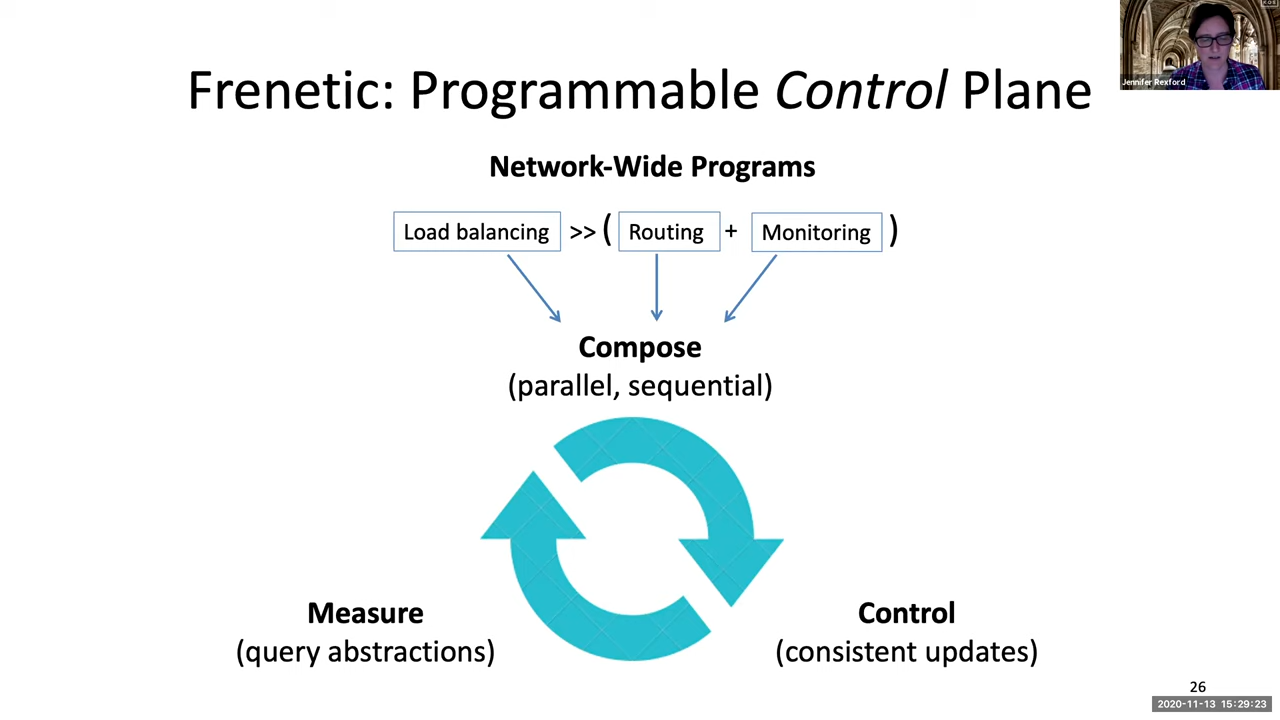 Frenetic: Programmable Control Plane
Jennifer Rexford
Network-Wide Programs
Load balancing >> ( Routing + Monitoring )
Compose
(parallel, sequential)
Measure
(query abstractions)
Control
(consistent updates)
26
2020-11-13 15:29:23